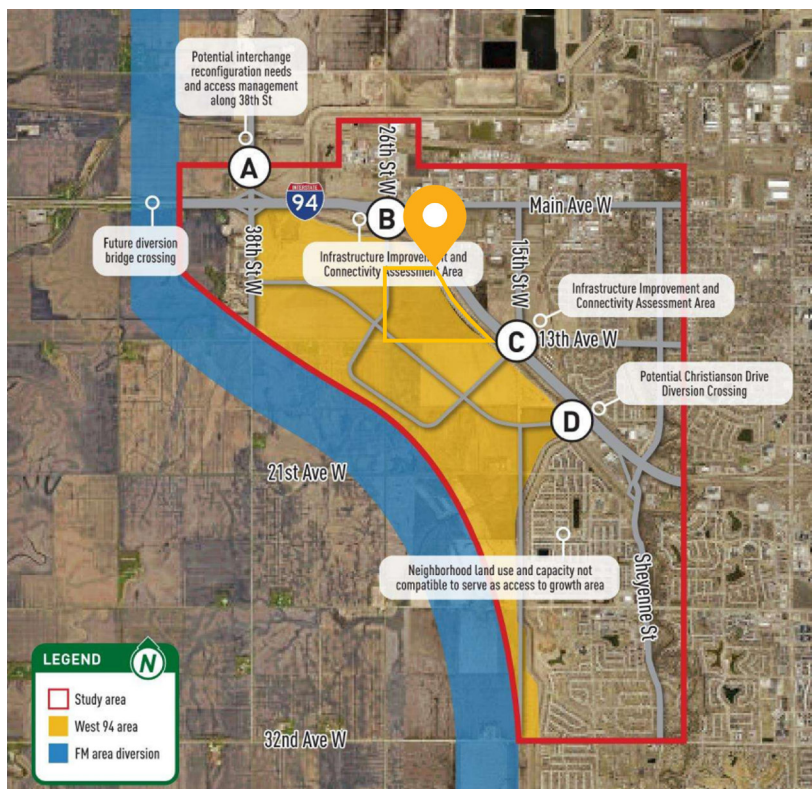 Potential interchange
reconfiguration needs
and access management
along 38th St
A
26th St W
INTERSTATE
94
Main Ave W
B
Future diversion
bridge crossing
38th St W
Infrastructure Improvement and
Connectivity Assessment Area
15th St W
Infrastructure Improvement and
Connectivity Assessment Area
C
13th Ave W
Potential Christianson Drive
Diversion Crossing
D
21st Ave W
Neighborhood land use and capacity not
compatible to serve as access to growth area
Sheyenne St
LEGEND
N
Study area
West 94 area
FM area diversion
32nd Ave W